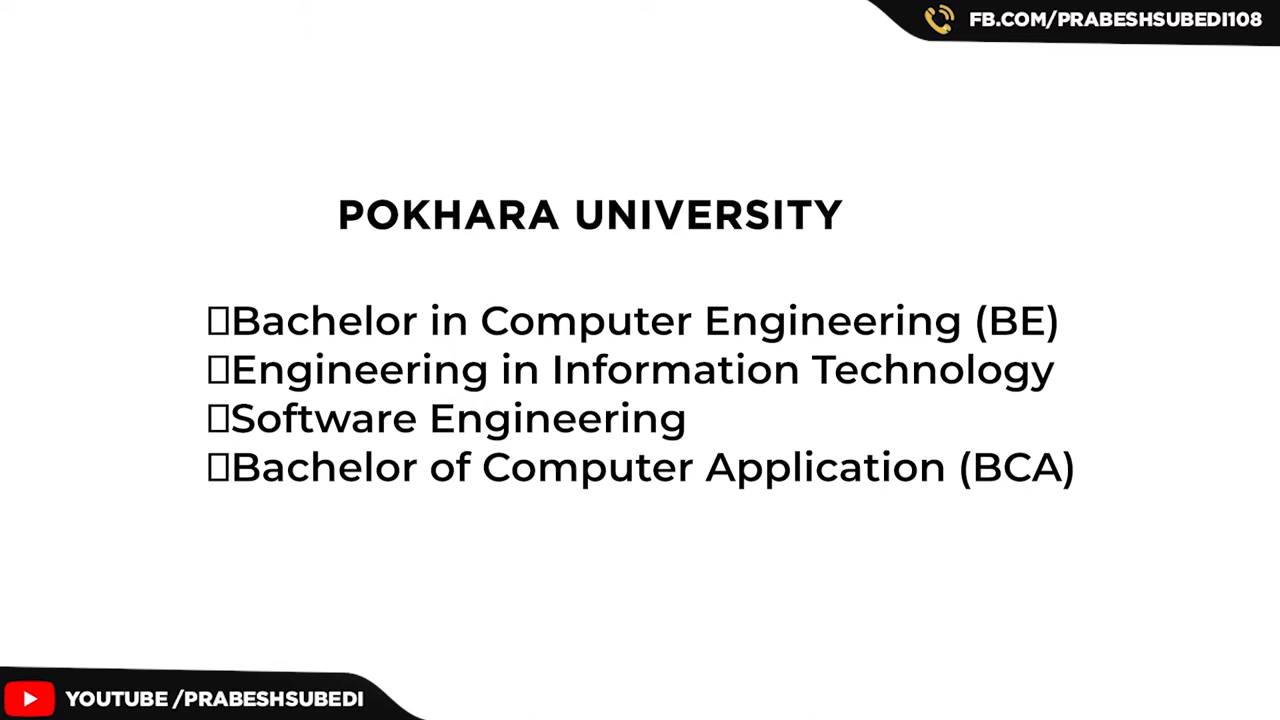 FB.COM/PRABESHSUBEDI108
POKHARA UNIVERSITY
▯Bachelor in Computer Engineering (BE)
▯Engineering in Information Technology
▯Software Engineering
▯Bachelor of Computer Application (BCA)
YOUTUBE /PRABESHSUBEDI